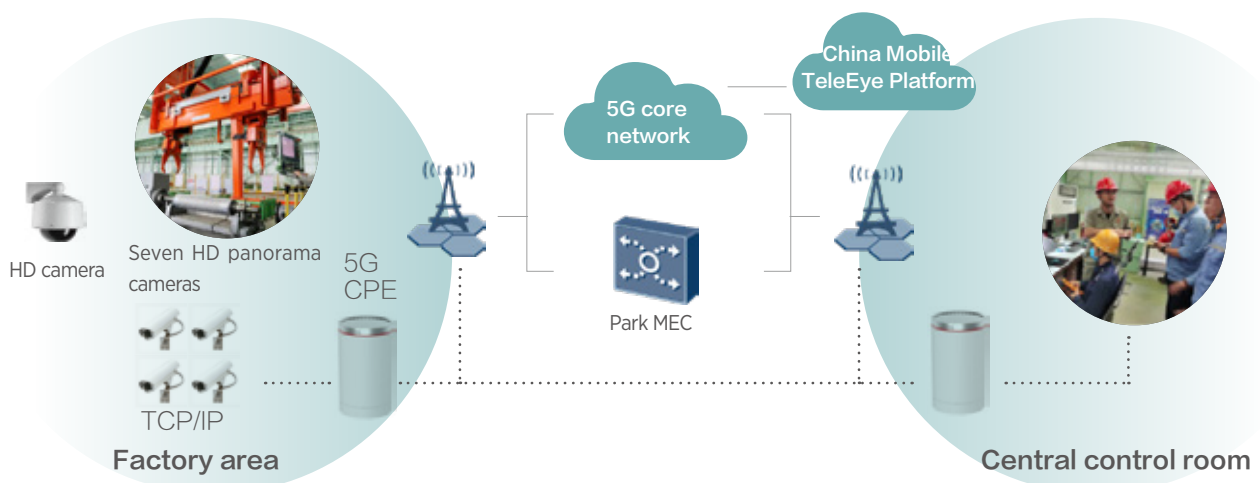 China Mobile
TeleEye Platform
5G core
network
HD camera
Seven HD panorama
cameras
5G
CPE
Park MEC
TCP/IP
Factory area
Central control room